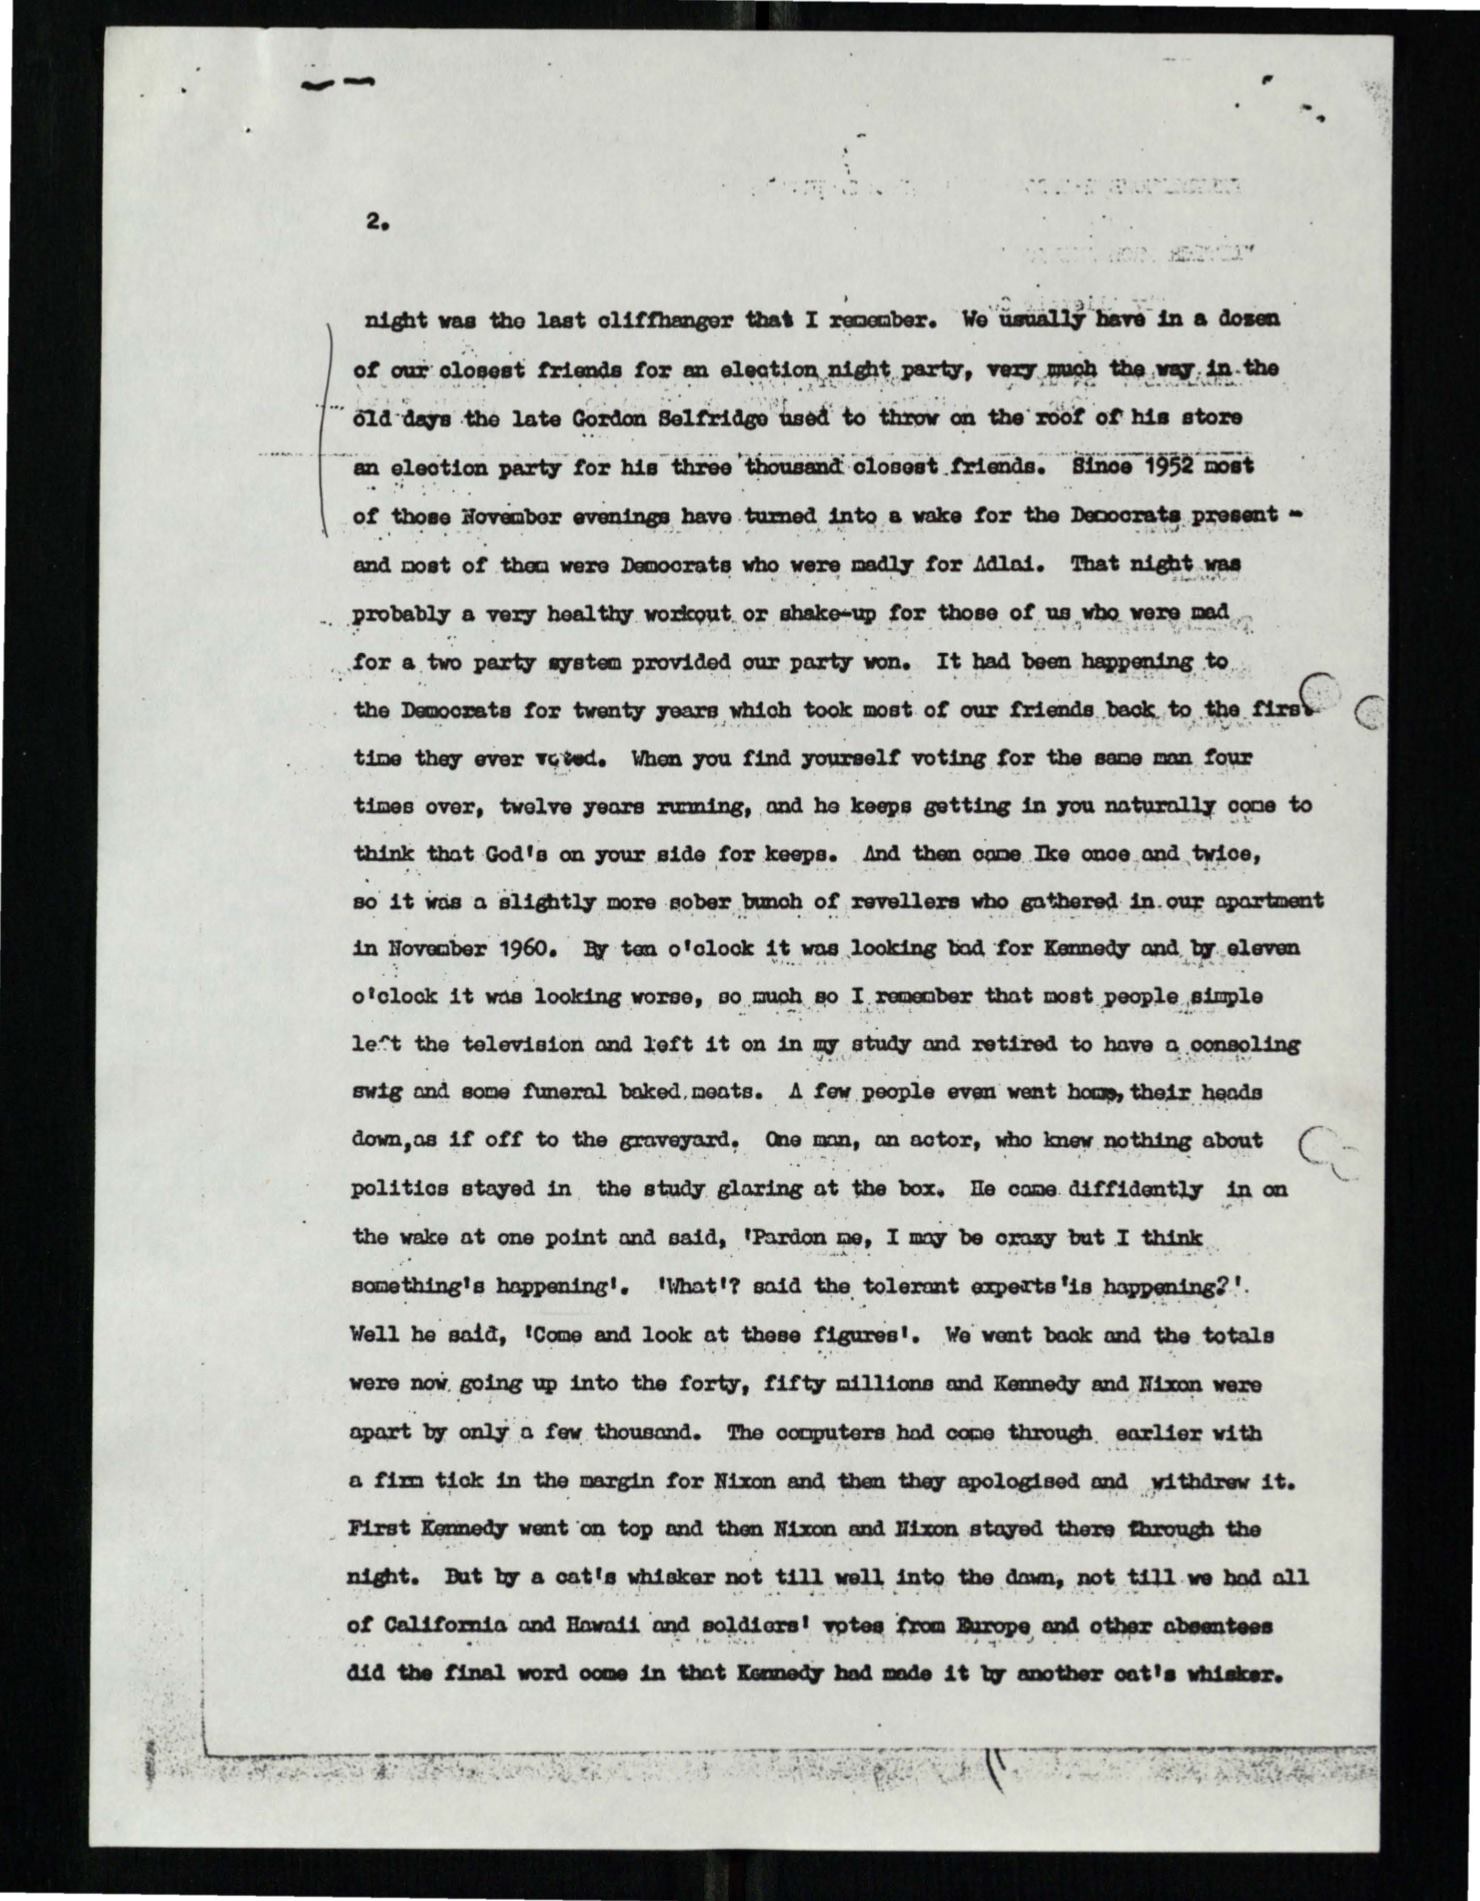 2.
night was the last cliffhanger that I remember. We usually have in a dozen
of our closest friends for an election night party, very much the way in the
old days the late Gordon Selfridge used to throw on the roof of his store
an election party for his three thousand closest friends. Since 1952 most
of those November evenings have turned into a wake for the Democrats present -
and most of them were Democrats who were madly for Adlai. That night was
probably a very healthy workout or shake-up for those of us who were mad
for a two party system provided our party won. It had been happening to
the Democrats for twenty years which took most of our friends back to the first
time they ever voted. When you find yourself voting for the same man four
times over, twelve years running, and he keeps getting in you naturally come to
think that God's on your side for keeps. And then came Ike once and twice,
so it was a slightly more sober bunch of revellers who gathered in our apartment
in November 1960. By ten o'clock it was looking bad for Kennedy and by eleven
o'clock it was looking worse, so much so I remember that most people simple
left the television and left it on in my study and retired to have a consoling
swig and some funeral baked meats. A few people even went home, their heads
down,as if off to the graveyard. One man, an actor, who knew nothing about
politics stayed in the study glaring at the box. He came diffidently in on
the wake at one point and said, 'Pardon me, I may be crazy but I think
something's happening'. 'What'? said the tolerant experts 'is happening?'.
Well he said, 'Come and look at these figures'. We went back and the totals
were now going up into the forty, fifty millions and Kennedy and Nixon were
apart by only a few thousand. The computers had come through earlier with
a firm tick in the margin for Nixon and then they apologised and withdrew it.
First Kennedy went on top and then Nixon and Nixon stayed there through the
night. But by a cat's whisker not till well into the dawn, not till we had all
of California and Hawaii and soldiers' votes from Europe and other absentees
did the final word come in that Kennedy had made it by another cat's whisker.